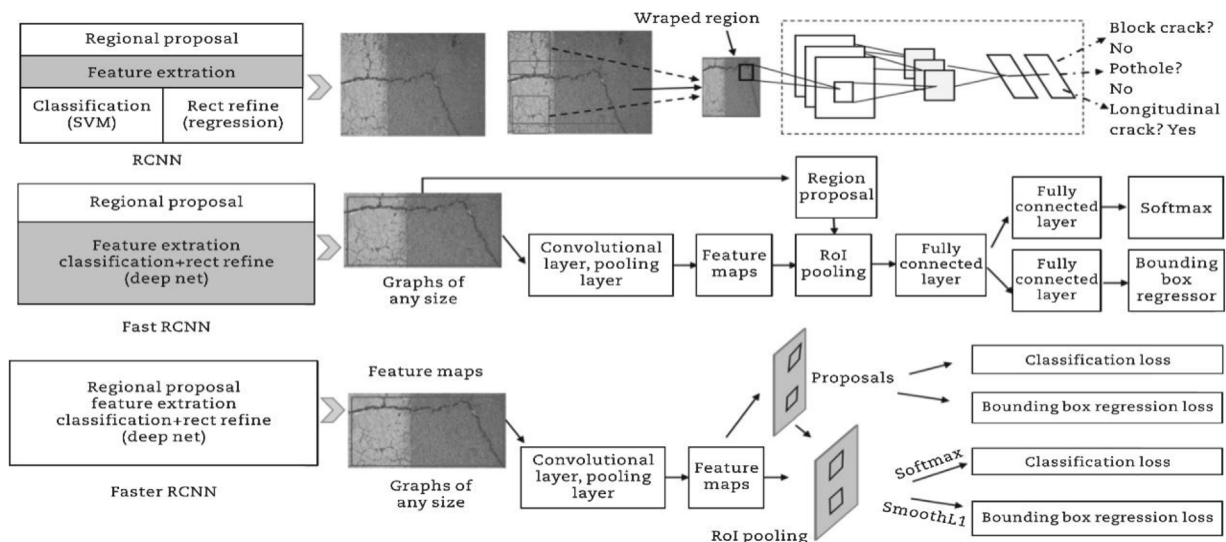 Regional proposal
Feature extration
Classification
(SVM)
Rect refine
(regression)
RCNN
Wraped region
Block crack?
No
Pothole?
No
Longitudinal
crack? Yes
Regional proposal
Feature extration
classification+rect refine
(deep net)
Fast RCNN
Graphs of
any size
Convolutional
layer, pooling
layer
Feature
maps
Region
proposal
RoI
pooling
Fully
connected
layer
Fully
connected
layer
Softmax
Fully
connected
layer
Bounding
box
regressor
Regional proposal
feature extration
classification+rect refine
(deep net)
Faster RCNN
Feature maps
Graphs of
any size
Convolutional
layer, pooling
layer
Feature
maps
Proposals
RoI pooling
Classification loss
Bounding box regression loss
Softmax
Classification loss
SmoothL1
Bounding box regression loss